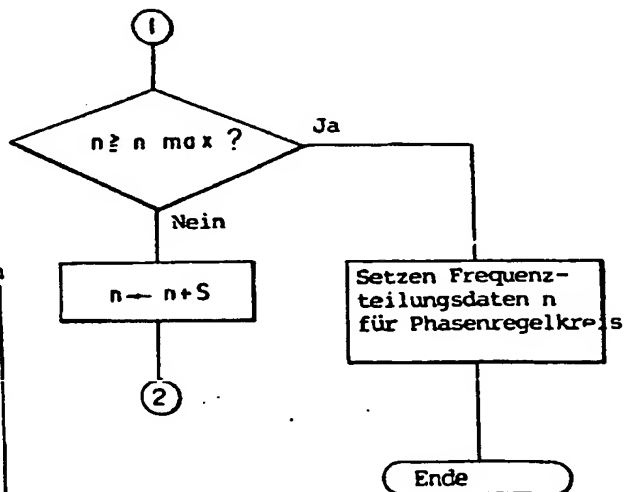 1
n ≧ n max ?
Ja
Nein
n ← n+S
Setzen Frequenz-
teilungsdaten n
für Phasenregelkreis
2
Ende